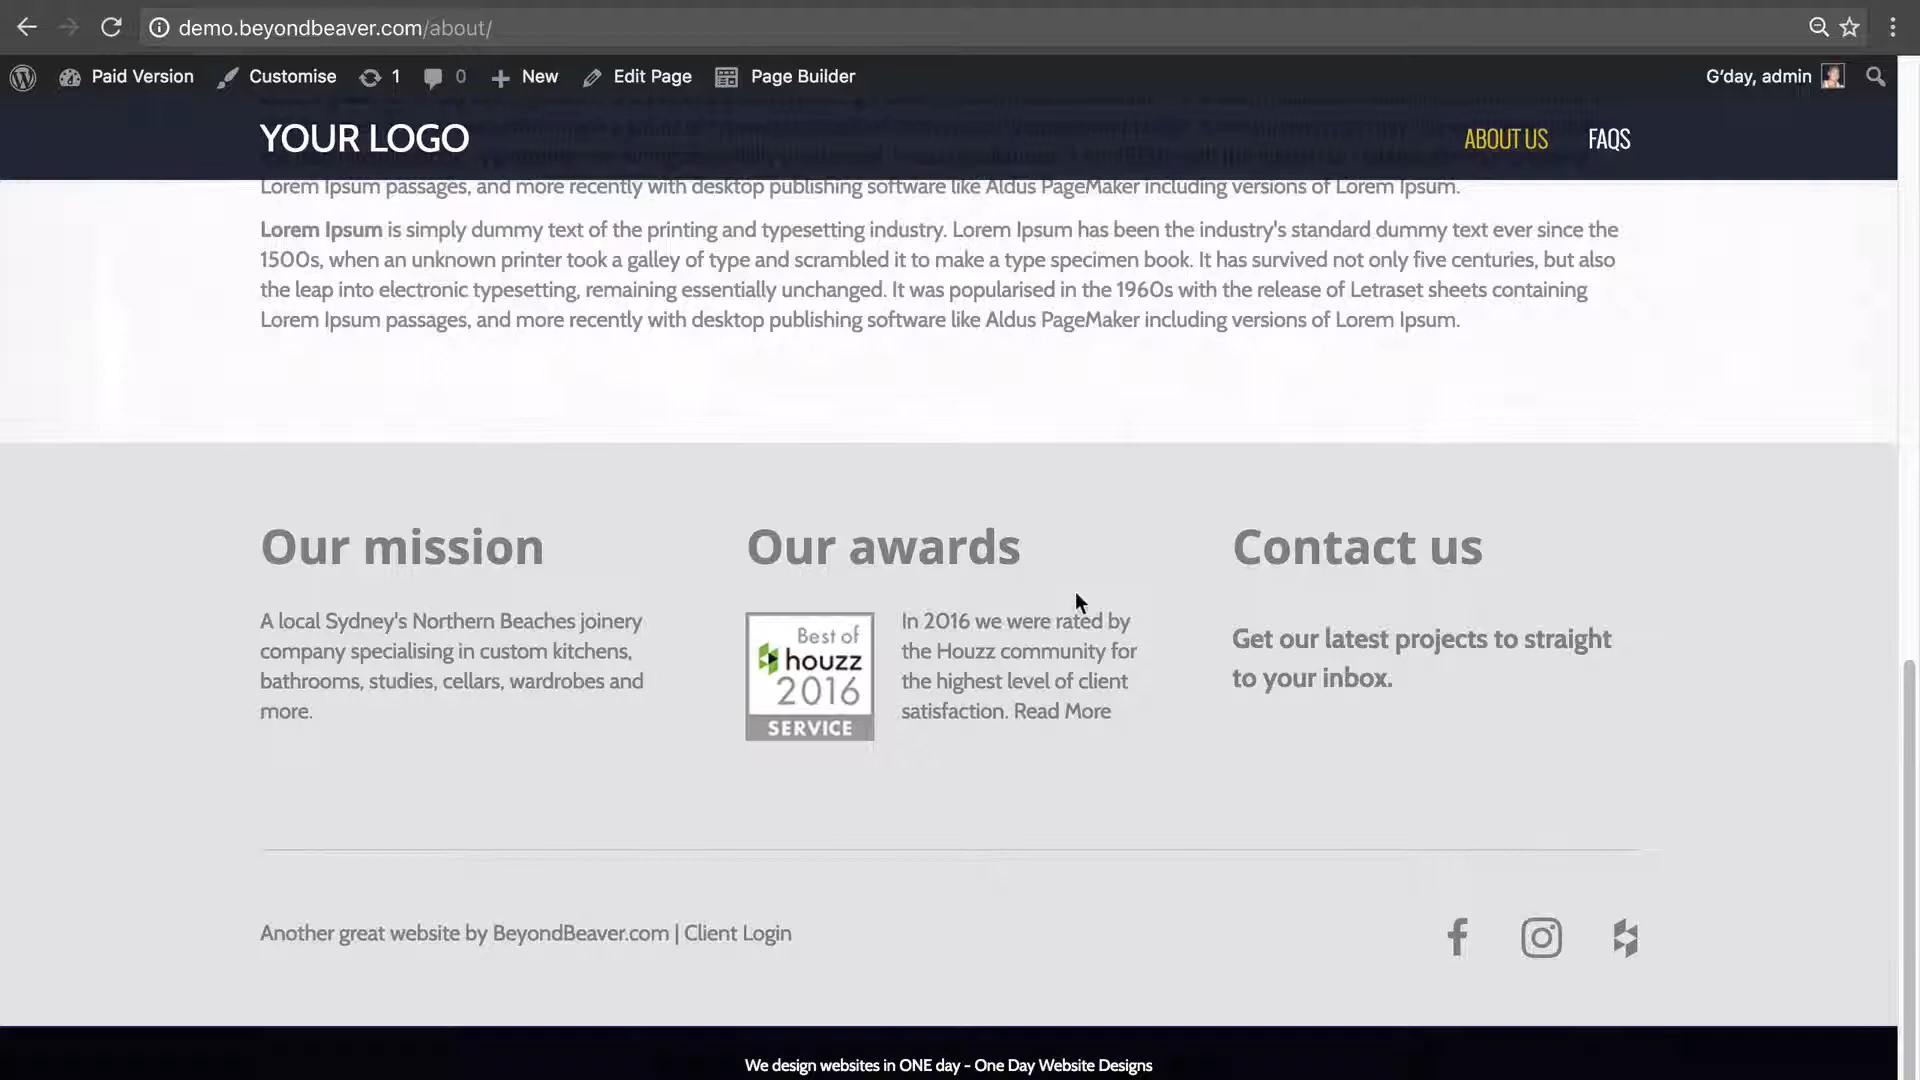 demo.beyondbeaver.com/about/
Paid Version Customise 1 0 New Edit Page Page Builder G'day, admin
YOUR LOGO ABOUT US FAQS
Lorem Ipsum passages, and more recently with desktop publishing software like Aldus PageMaker including versions of Lorem Ipsum.
Lorem Ipsum is simply dummy text of the printing and typesetting industry. Lorem Ipsum has been the industry's standard dummy text ever since the
1500s, when an unknown printer took a galley of type and scrambled it to make a type specimen book. It has survived not only five centuries, but also
the leap into electronic typesetting, remaining essentially unchanged. It was popularised in the 1960s with the release of Letraset sheets containing
Lorem Ipsum passages, and more recently with desktop publishing software like Aldus PageMaker including versions of Lorem Ipsum.
Our mission
A local Sydney's Northern Beaches joinery
company specialising in custom kitchens,
bathrooms, studies, cellars, wardrobes and
more.
Our awards
Best of
houzz
2016
SERVICE
In 2016 we were rated by
the Houzz community for
the highest level of client
satisfaction. Read More
Contact us
Get our latest projects to straight
to your inbox.
Another great website by BeyondBeaver.com | Client Login
We design websites in ONE day - One Day Website Designs